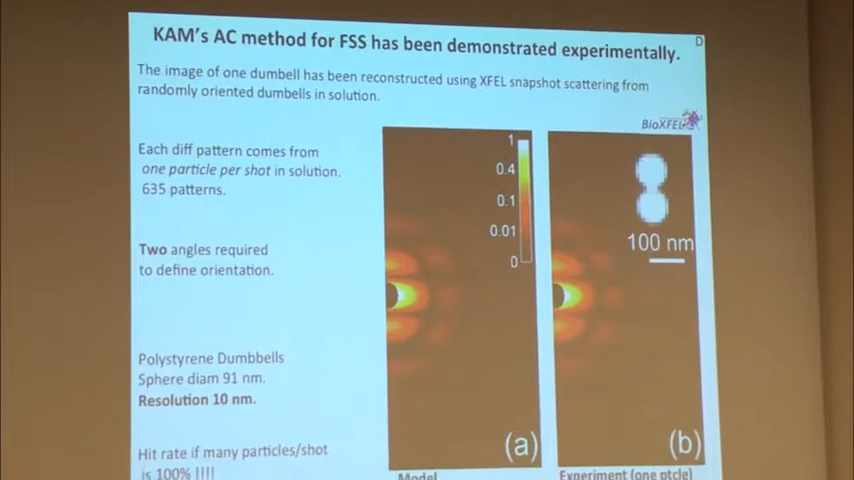 KAM's AC method for FSS has been demonstrated experimentally.
D
The image of one dumbell has been reconstructed using XFEL snapshot scattering from
randomly oriented dumbells in solution.
BioXFEL
Each diff pattern comes from
one particle per shot in solution.
635 patterns.
Two angles required
to define orientation.
Polystyrene Dumbbells
Sphere diam 91 nm.
Resolution 10 nm.
Hit rate if many particles/shot
is 100% !!!!
1
0.4
0.1
0.01
0
(a)
Model
100 nm
(b)
Experiment (one ptcle)